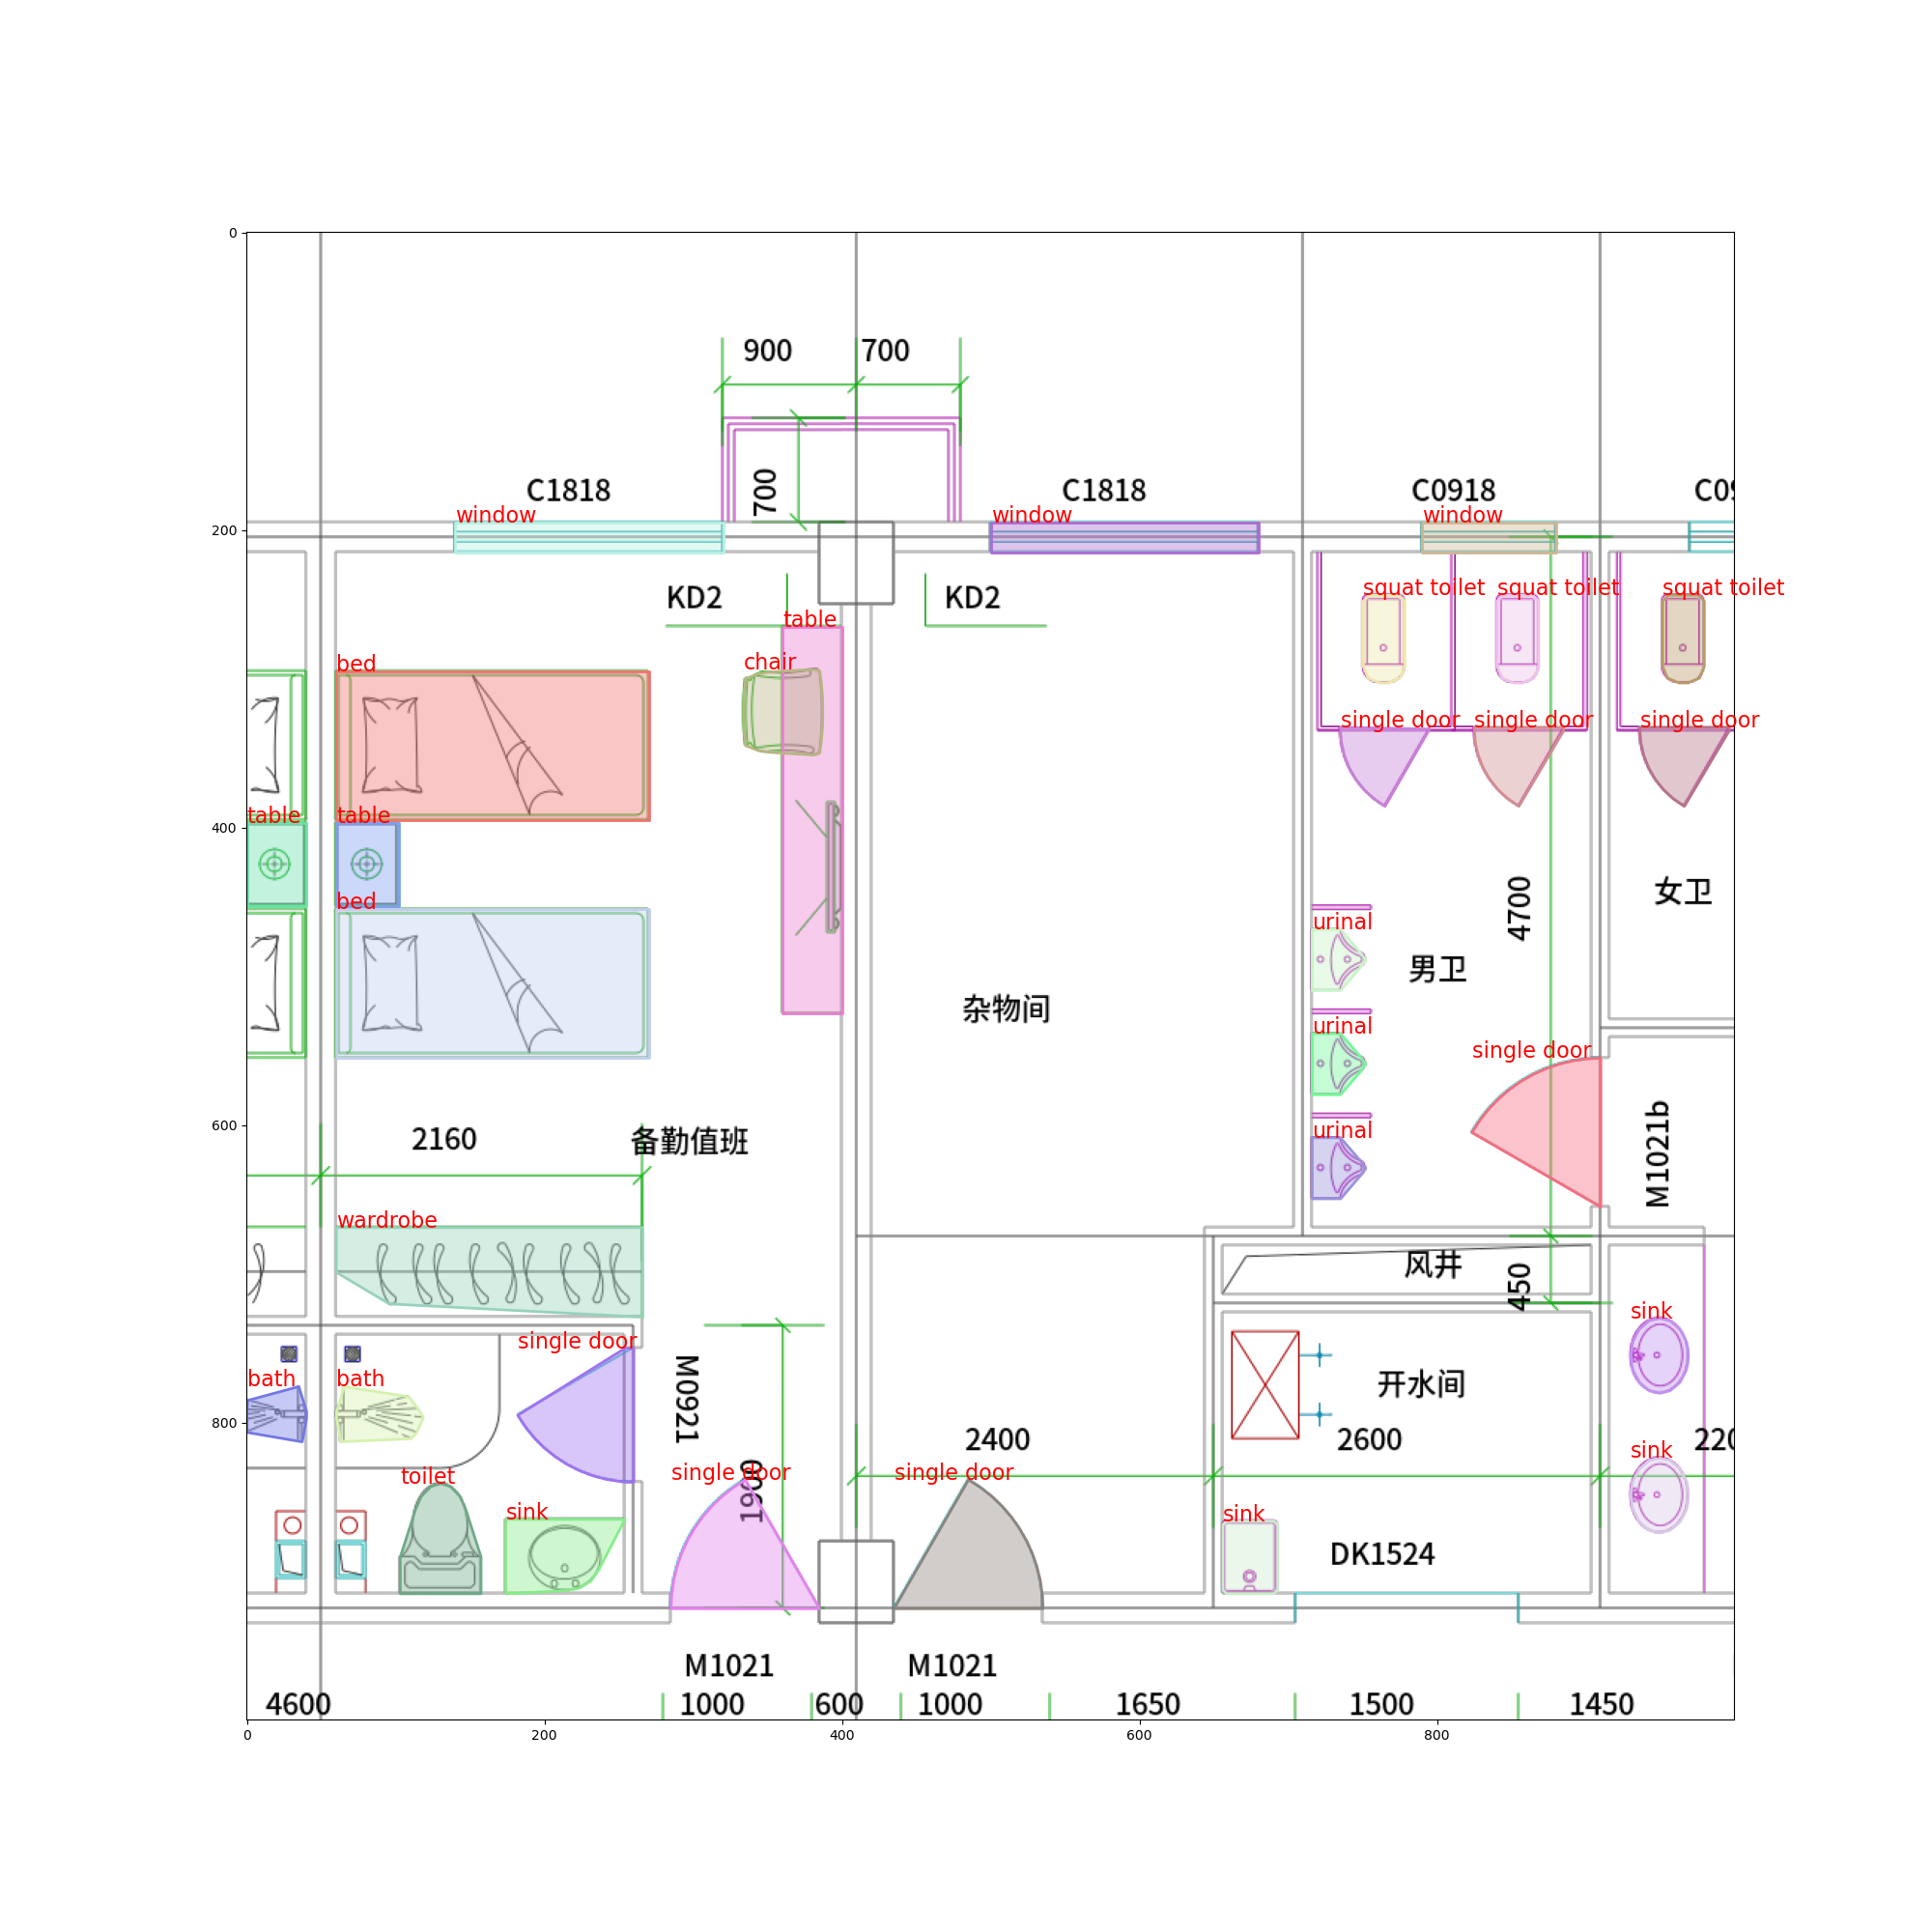 0
900 700
700
C1818 C1818 C0918 C09
window window window
200
KD2 KD2
squat toilet squat toilet squat toilet
table
bed chair
single door single door single door
table table
400
bed
4700
女卫
urinal
男卫
杂物间
urinal
single door
600
2160
备勤值班
urinal
M1021b
wardrobe
风井
450
sink
single door
M0921
bath bath
开水间
800
2400 2600 220
sink
toilet single door single door
1900
sink sink
DK1524
M1021 M1021
4600 1000 600 1000 1650 1500 1450
0 200 400 600 800